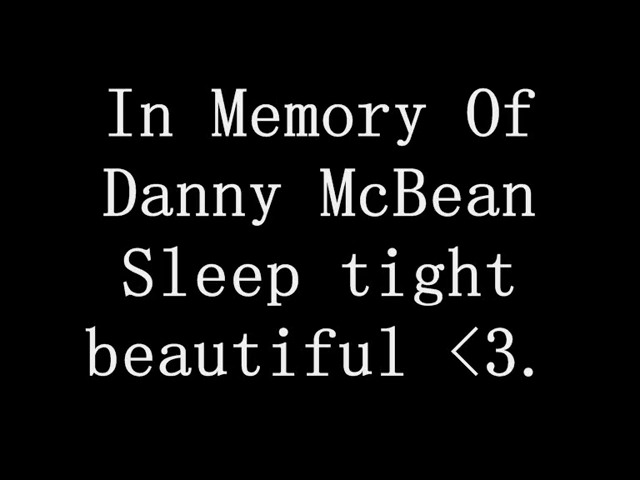 In Memory Of
Danny McBean
Sleep tight
beautiful <3.